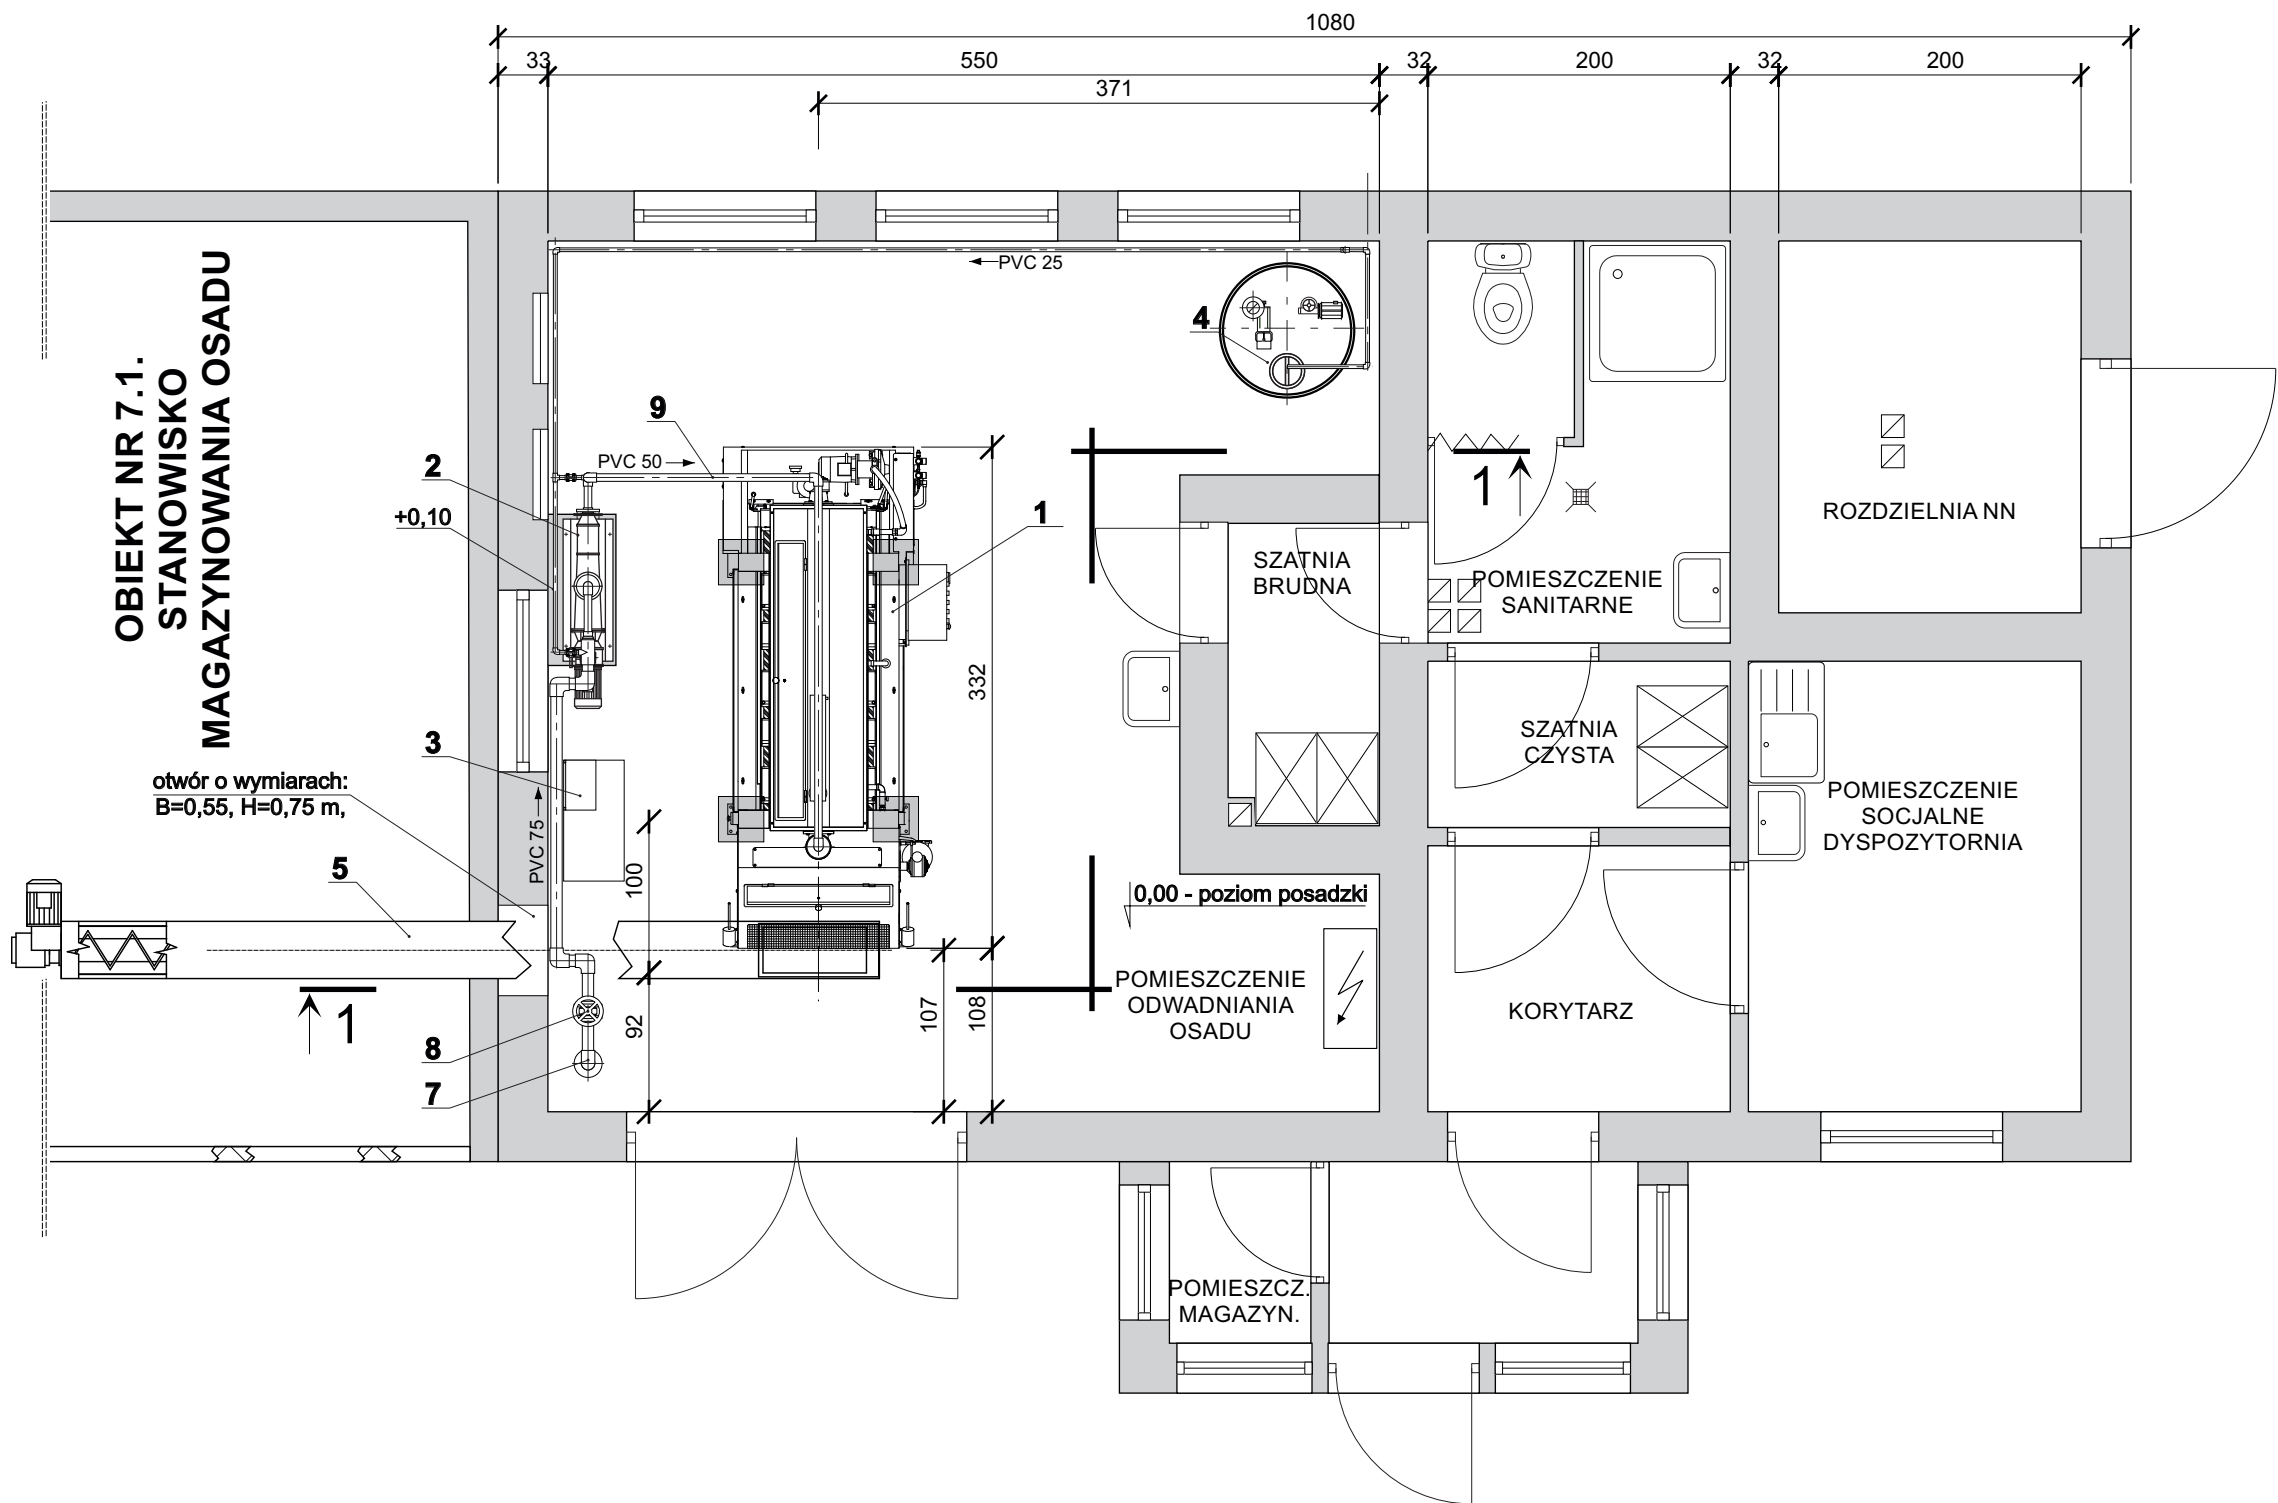 1080
33
550
32
200
32
200
371
OBIEKT NR 7.1.
STANOWISKO
MAGAZYNOWANIA OSADU
PVC 25
4
9
PVC 50
2
+0,10
1
1
SZATNIA
BRUDNA
POMIESZCZENIE
SANITARNE
ROZDZIELNIA NN
332
3
otwór o wymiarach:
B=0,55, H=0,75 m,
PVC 75
100
5
SZATNIA
CZYSTA
POMIESZCZENIE
SOCJALNE
DYSPOZYTORNIA
0,00 - poziom posadzki
POMIESZCZENIE
ODWADNIANIA
OSADU
KORYTARZ
1
92
107
108
8
7
POMIESZCZ.
MAGAZYN.